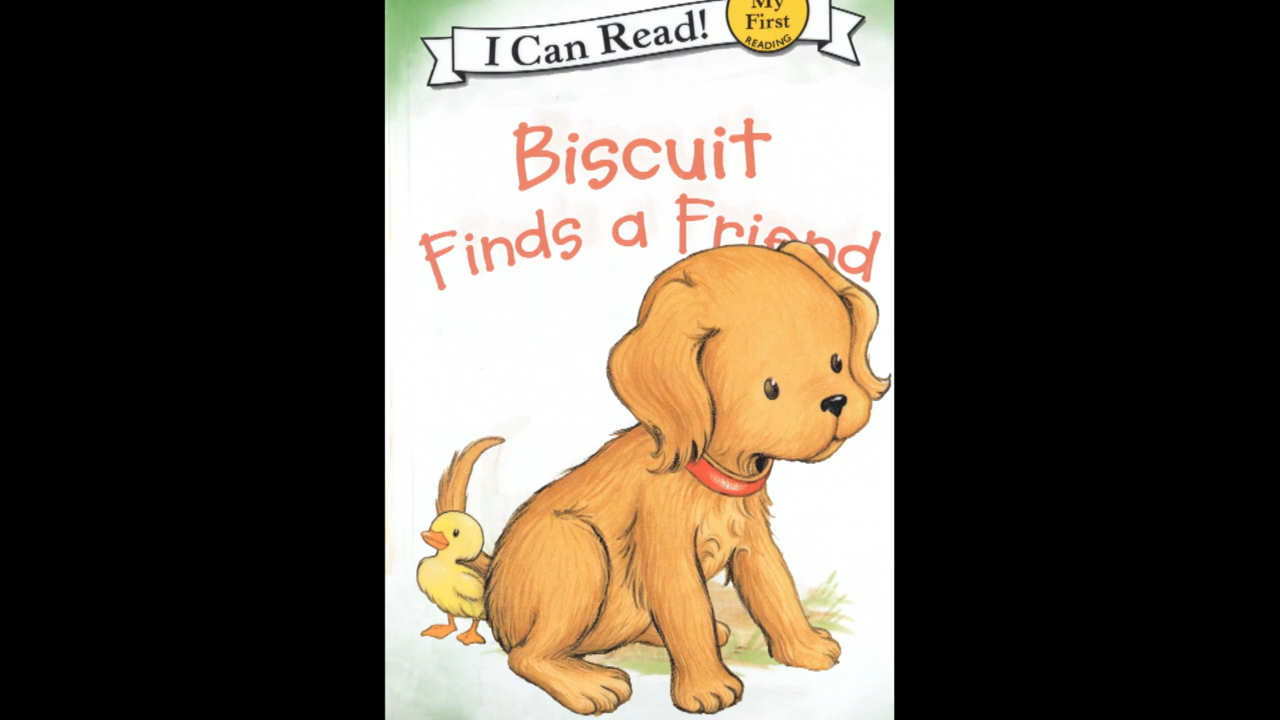 I Can Read!
My
First
READING
Biscuit
Finds a Friend